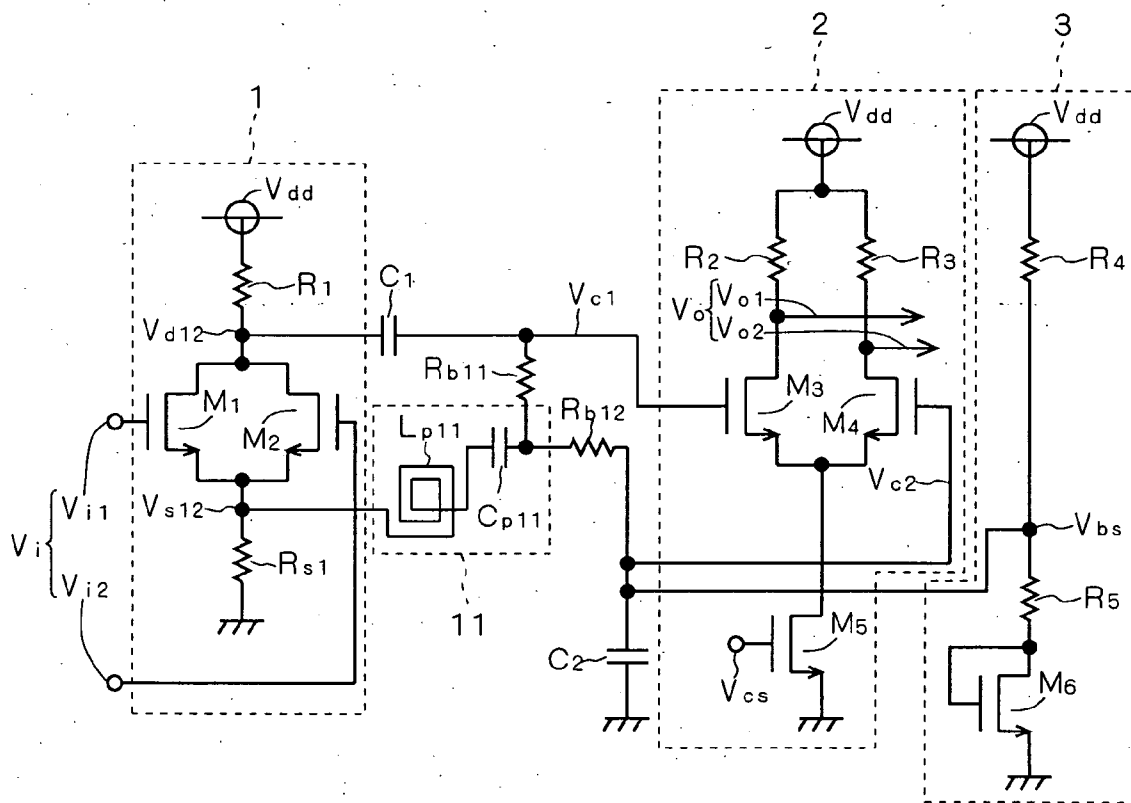 2
3
1
Vdd
Vdd
Vdd
R1
C1
Vc1
R2
R3
R4
Vo
Vo1
Vo2
Vd12
Rb11
Rb12
M1
M2
M3
M4
Lp11
Cp11
Vc2
Vs12
Vi
Vi1
Vi2
Rs1
11
Vbs
R5
C2
Vcs
M5
M6